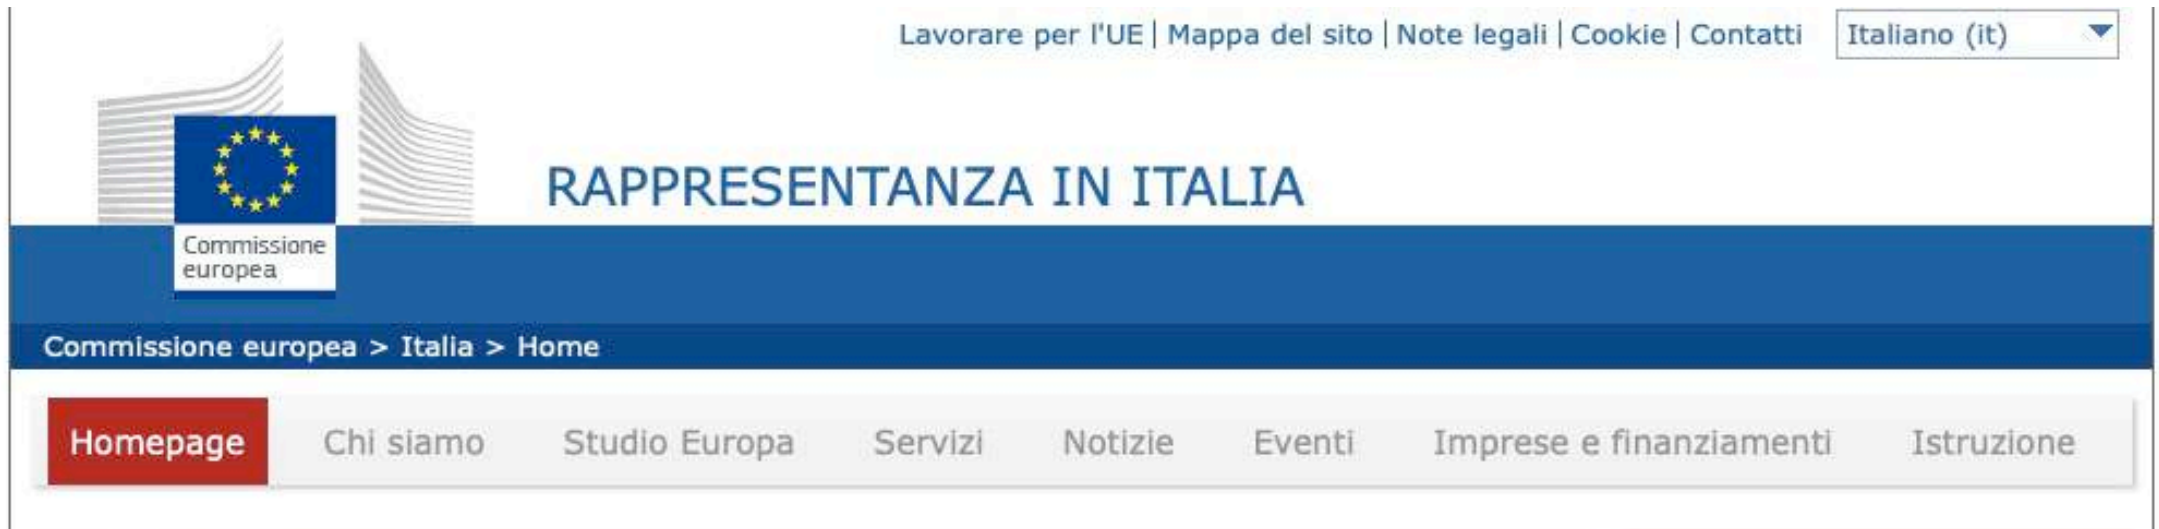 Lavorare per l'UE | Mappa del sito | Note legali | Cookie | Contatti Italiano (it)
RAPPRESENTANZA IN ITALIA
Commissione
europea
Commissione europea > Italia > Home
Homepage Chi siamo Studio Europa Servizi Notizie Eventi Imprese e finanziamenti Istruzione